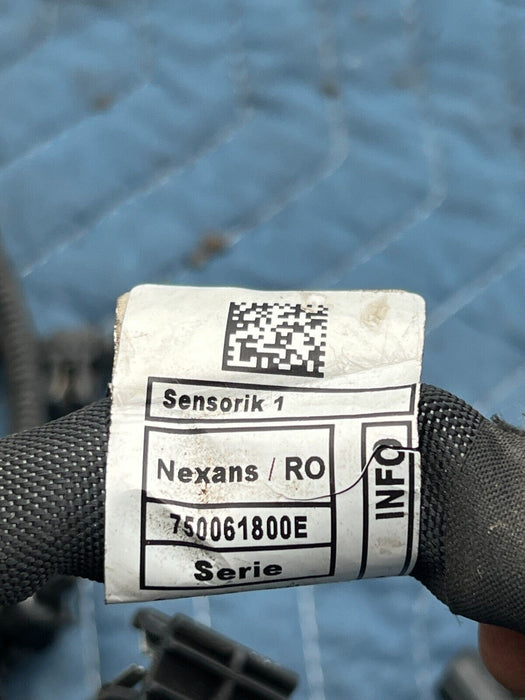 Sensorik 1
Nexans / RO
750061800E
Serie
INFO